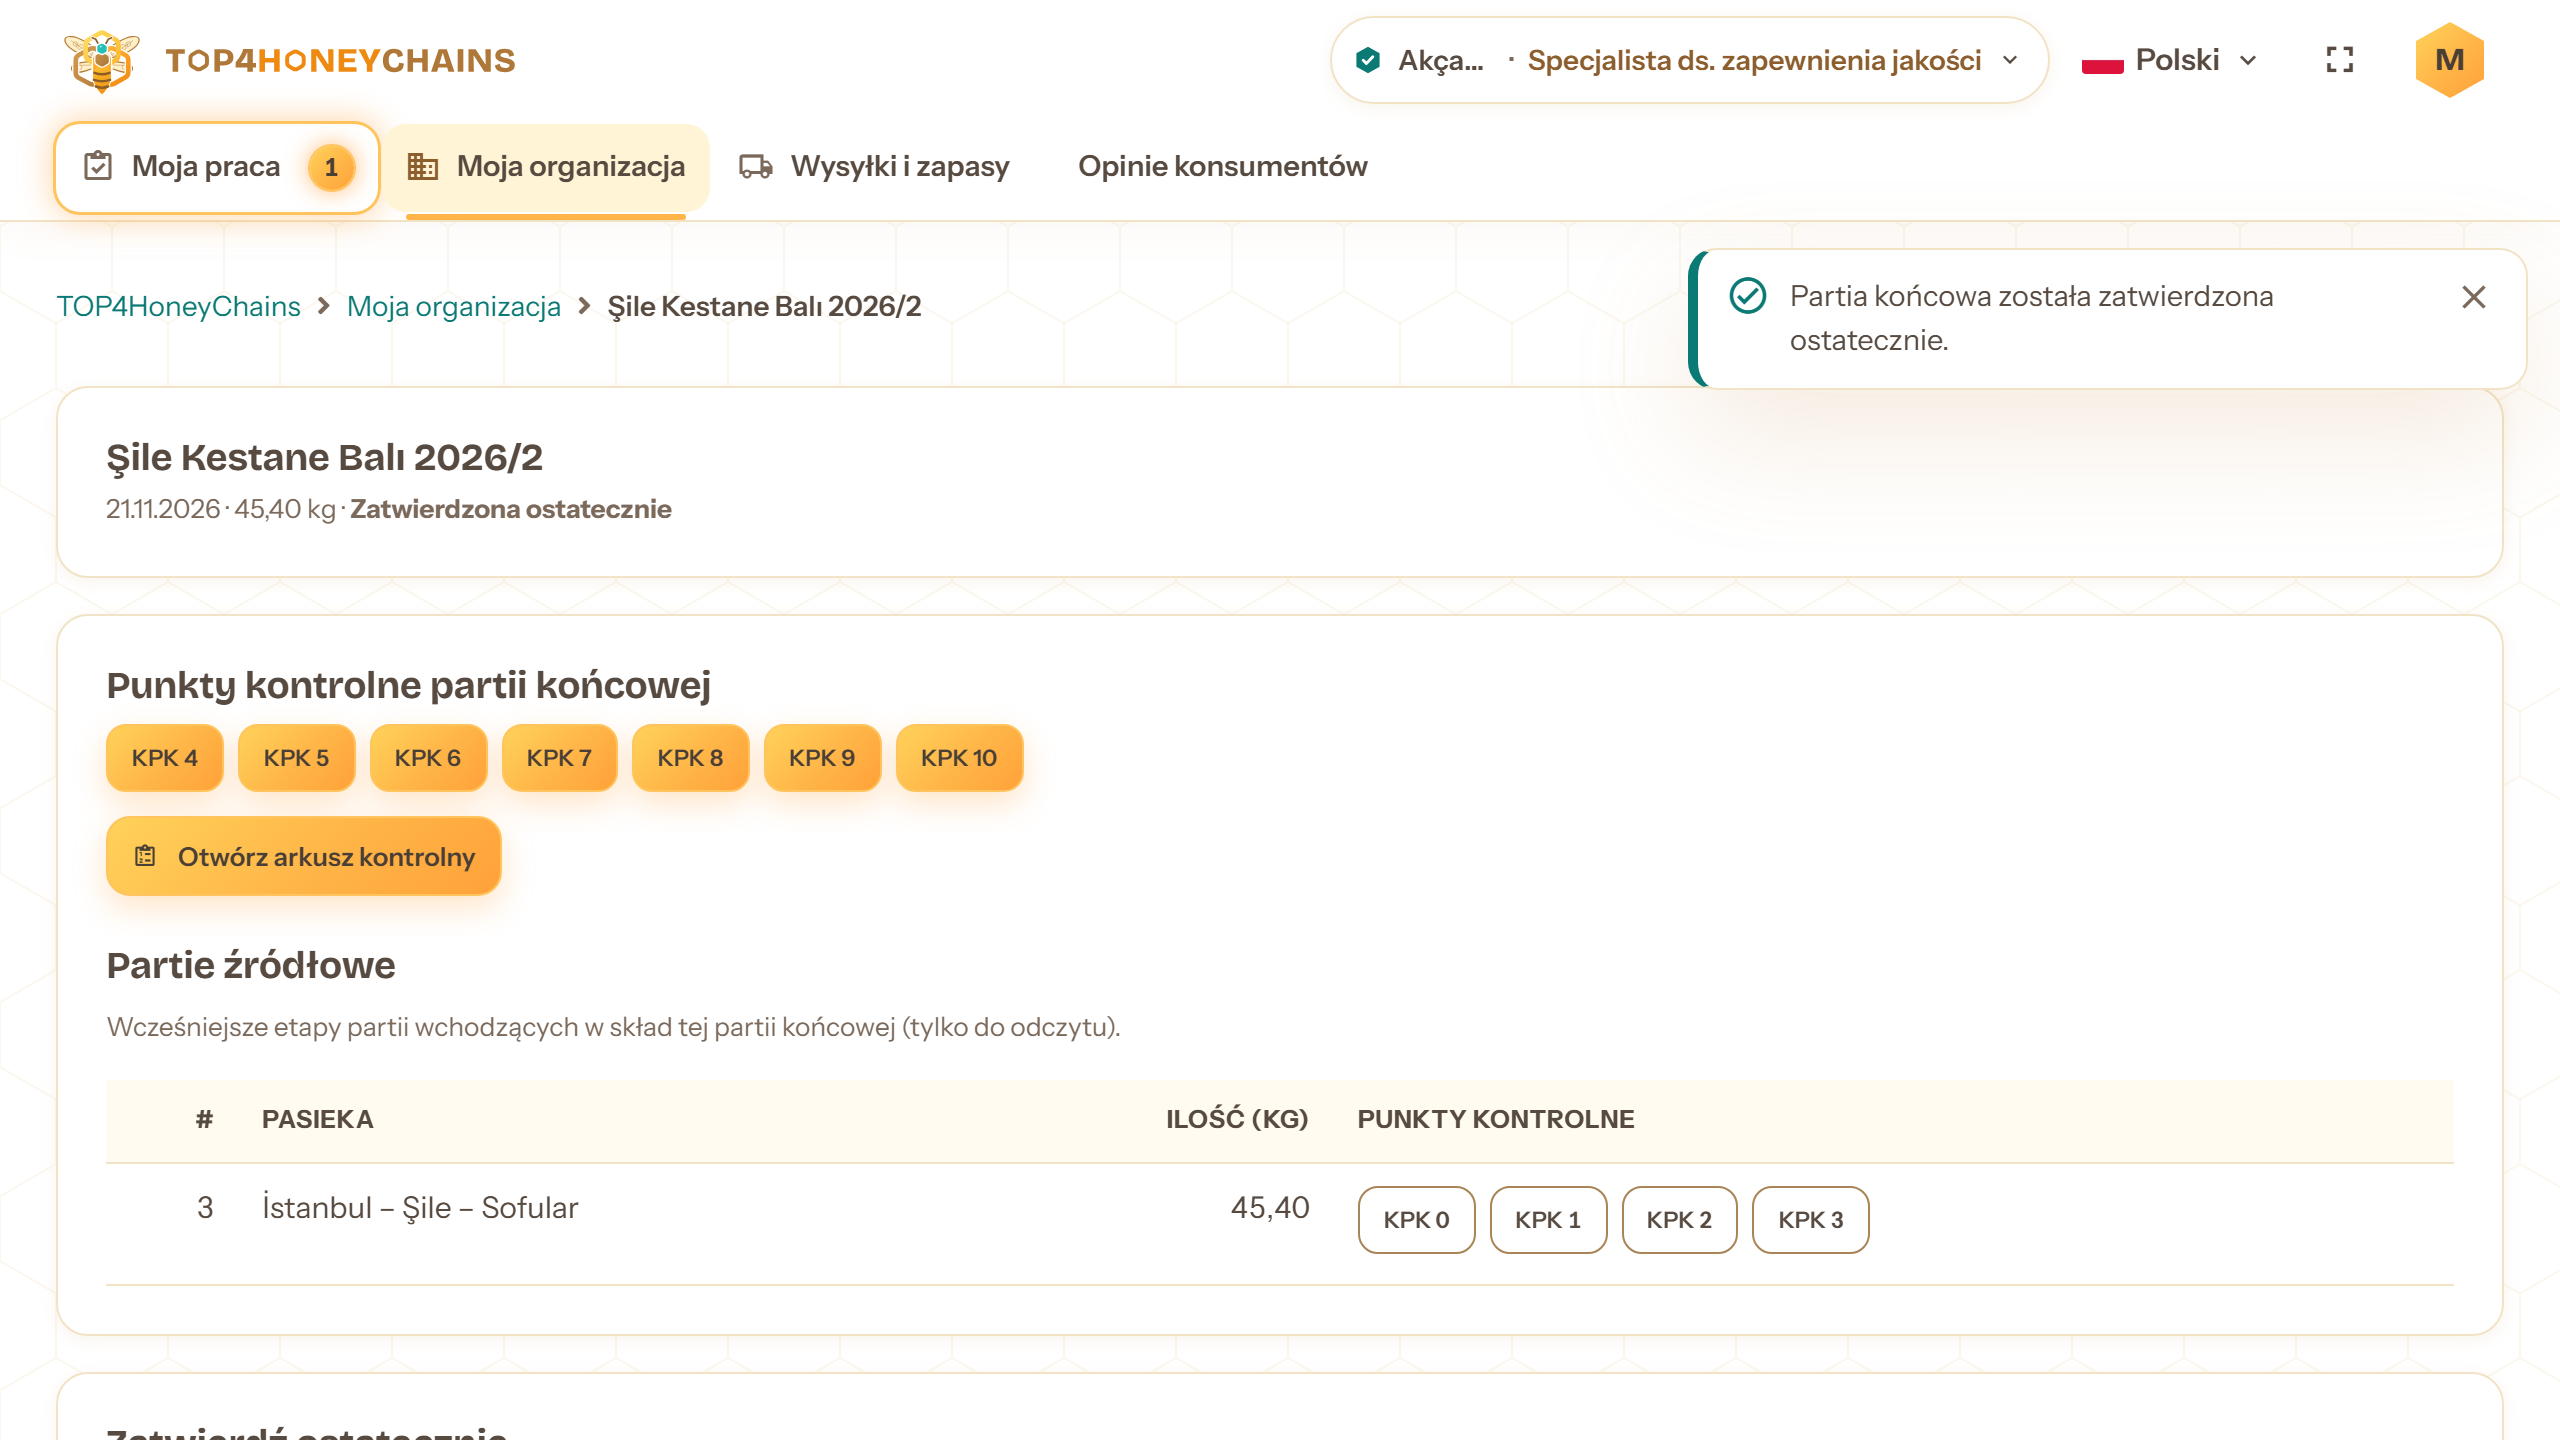 TOP4HONEYCHAINS
Akça... · Specjalista ds. zapewnienia jakości
Polski
M
Moja praca 1
Moja organizacja
Wysyłki i zapasy
Opinie konsumentów
TOP4HoneyChains > Moja organizacja > Şile Kestane Balı 2026/2
Partia końcowa została zatwierdzona
ostatecznie.
Şile Kestane Balı 2026/2
21.11.2026 · 45,40 kg · Zatwierdzona ostatecznie
Punkty kontrolne partii końcowej
KPK 4 KPK 5 KPK 6 KPK 7 KPK 8 KPK 9 KPK 10
Otwórz arkusz kontrolny
Partie źródłowe
Wcześniejsze etapy partii wchodzących w skład tej partii końcowej (tylko do odczytu).
# PASIEKA ILOŚĆ (KG) PUNKTY KONTROLNE
3 İstanbul – Şile – Sofular 45,40 KPK 0 KPK 1 KPK 2 KPK 3
Zatwierdź ostatecznie